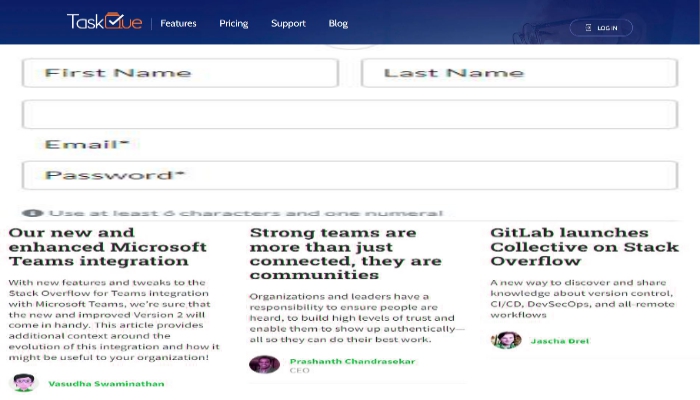 TaskQue
Features Pricing Support Blog LOG IN
First Name Last Name
Email*
Password*
Use at least 6 characters and one numeral
Our new and
enhanced Microsoft
Teams integration
With new features and tweaks to the
Stack Overflow for Teams integration
with Microsoft Teams, we're sure that
the new and improved Version 2 will
come in handy. This article provides
additional context around the
evolution of this integration and how it
might be useful to your organization!
Vasudha Swaminathan
Strong teams are
more than just
connected, they are
communities
Organizations and leaders have a
responsibility to ensure people are
heard, to build high levels of trust and
enable them to show up authentically—
all so they can do their best work.
Prashanth Chandrasekar
CEO
GitLab launches
Collective on Stack
Overflow
A new way to discover and share
knowledge about version control,
CI/CD, DevSecOps, and all-remote
workflows
Jascha Drel